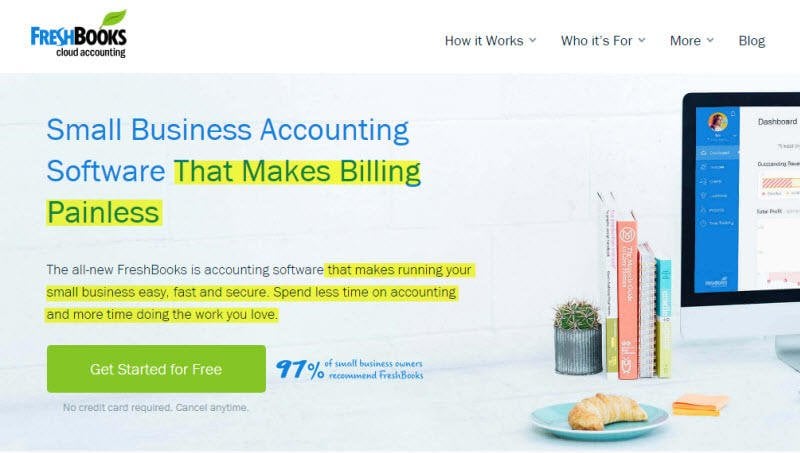 FRESHBOOKS
cloud accounting
How it Works
Who it's For
More
Blog
Small Business Accounting
Software That Makes Billing
Painless
The all-new FreshBooks is accounting software that makes running your
small business easy, fast and secure. Spend less time on accounting
and more time doing the work you love.
Get Started for Free
97% of small business owners
recommend FreshBooks
No credit card required. Cancel anytime.
Dashboard
Outstanding
Total Profit
Dashboard